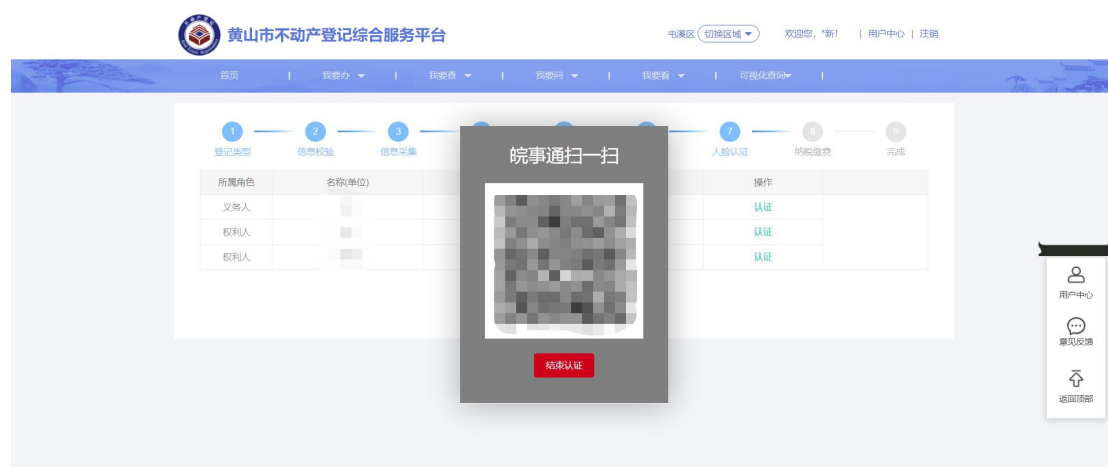 黄山市不动产登记综合服务平台
屯溪区 切换区域 欢迎您, *新! | 用户中心 | 注销
首页 | 我要办 | 我要查 | 我要问 | 我要看 | 可视化查询 |
1 2 3 7 8 9
登记类型 信息校验 信息采集 人脸认证 纳税缴费 完成
皖事通扫一扫
所属角色 名称(单位) 操作
义务人 认证
权利人 认证
权利人 认证
结束认证
用户中心
意见反馈
返回顶部